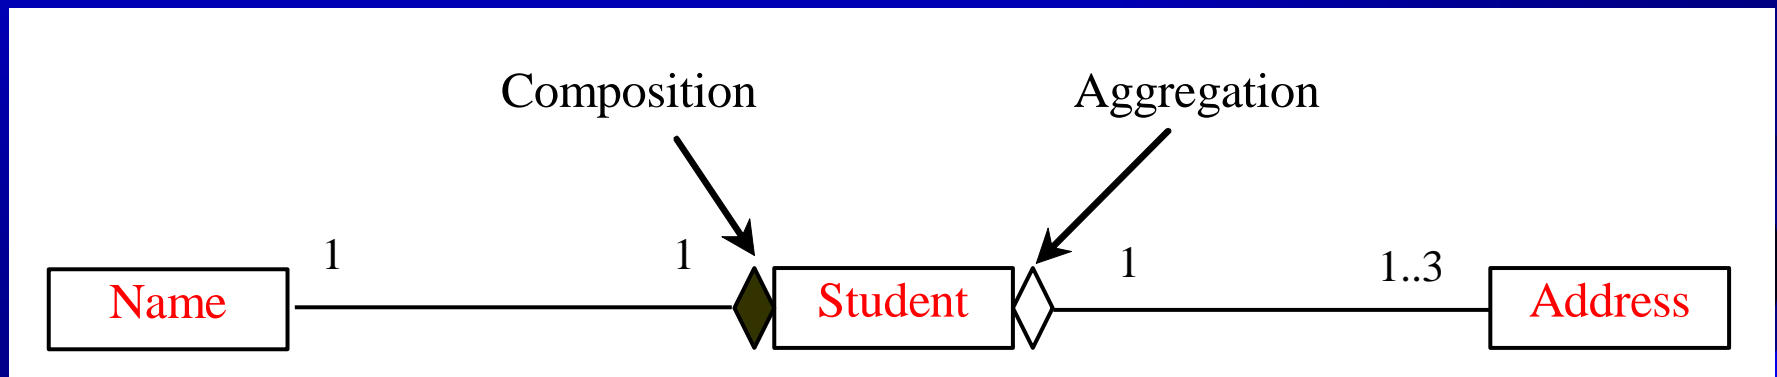 Composition Aggregation
1 1 1 1..3
Name Student Address